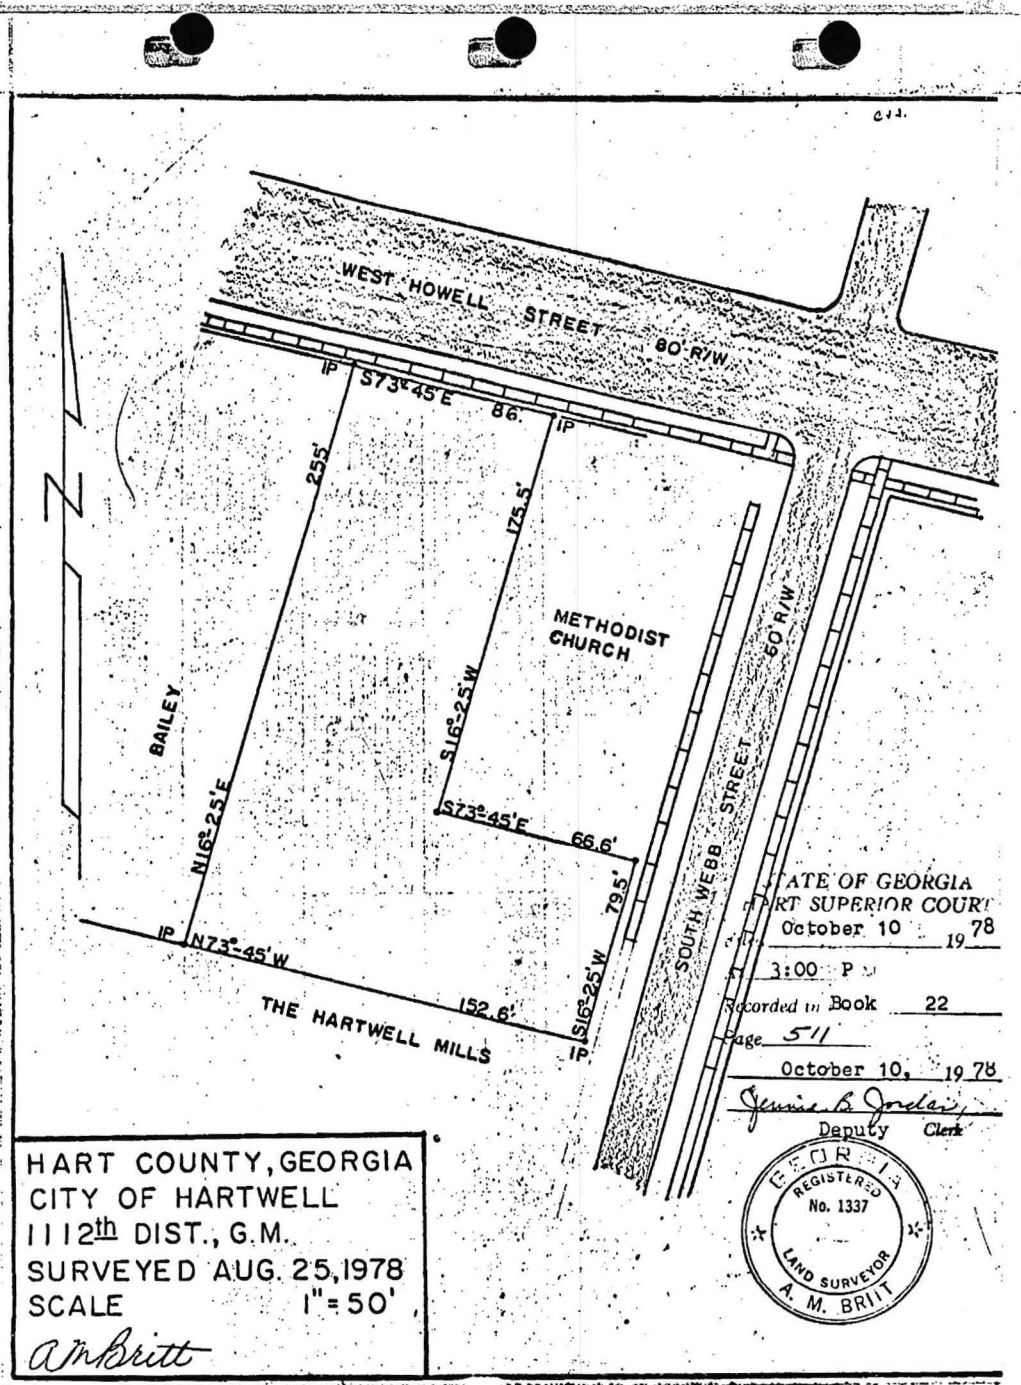 WEST HOWELL STREET 80' R/W
IP
S73°-45'E 86.'
IP
255'
175.5'
N
METHODIST
CHURCH
60' R/W
S16°-25'W
BAILEY
N16°-25'E
SOUTH WEBB STREET
S73°-45'E 66.6'
79.5'
S16°-25'W
IP
N73°-45'W 152.6'
IP
THE HARTWELL MILLS
ATE OF GEORGIA
RT SUPERIOR COURT
October 10 1978
3:00 P
Recorded in Book 22
Page 511
October 10, 1978
Jennie B. Jordan,
Deputy Clerk
GEORGIA
REGISTERED
No. 1337
LAND SURVEYOR
A. M. BRITT
HART COUNTY, GEORGIA
CITY OF HARTWELL
1112th DIST., G.M.
SURVEYED AUG. 25, 1978
SCALE 1"=50'
A M Britt